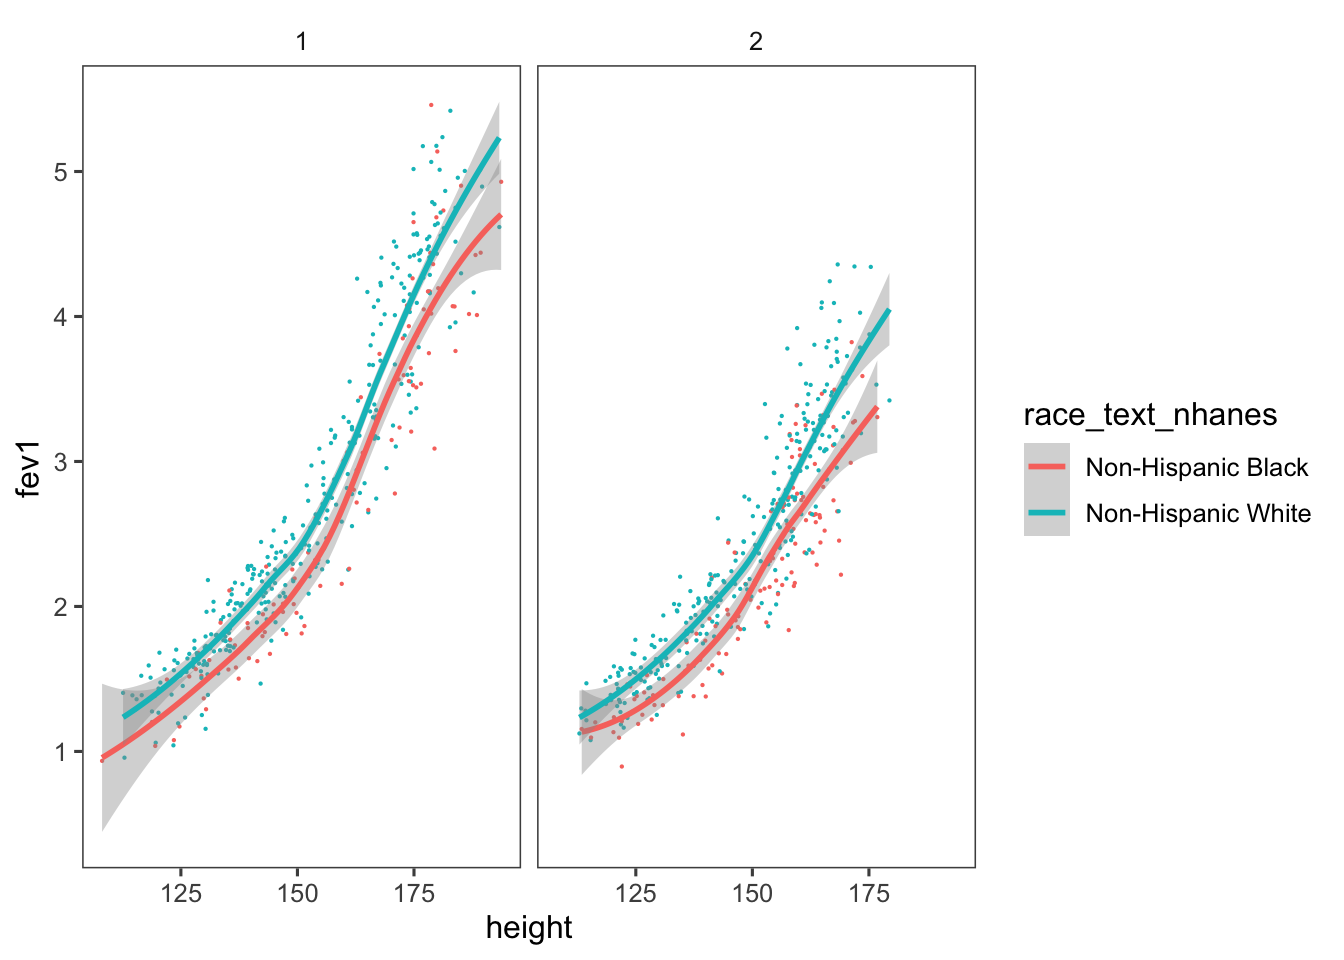 1 2
5
4
3
2
1
fev1
125 150 175 125 150 175
height
race_text_nhanes
Non-Hispanic Black
Non-Hispanic White